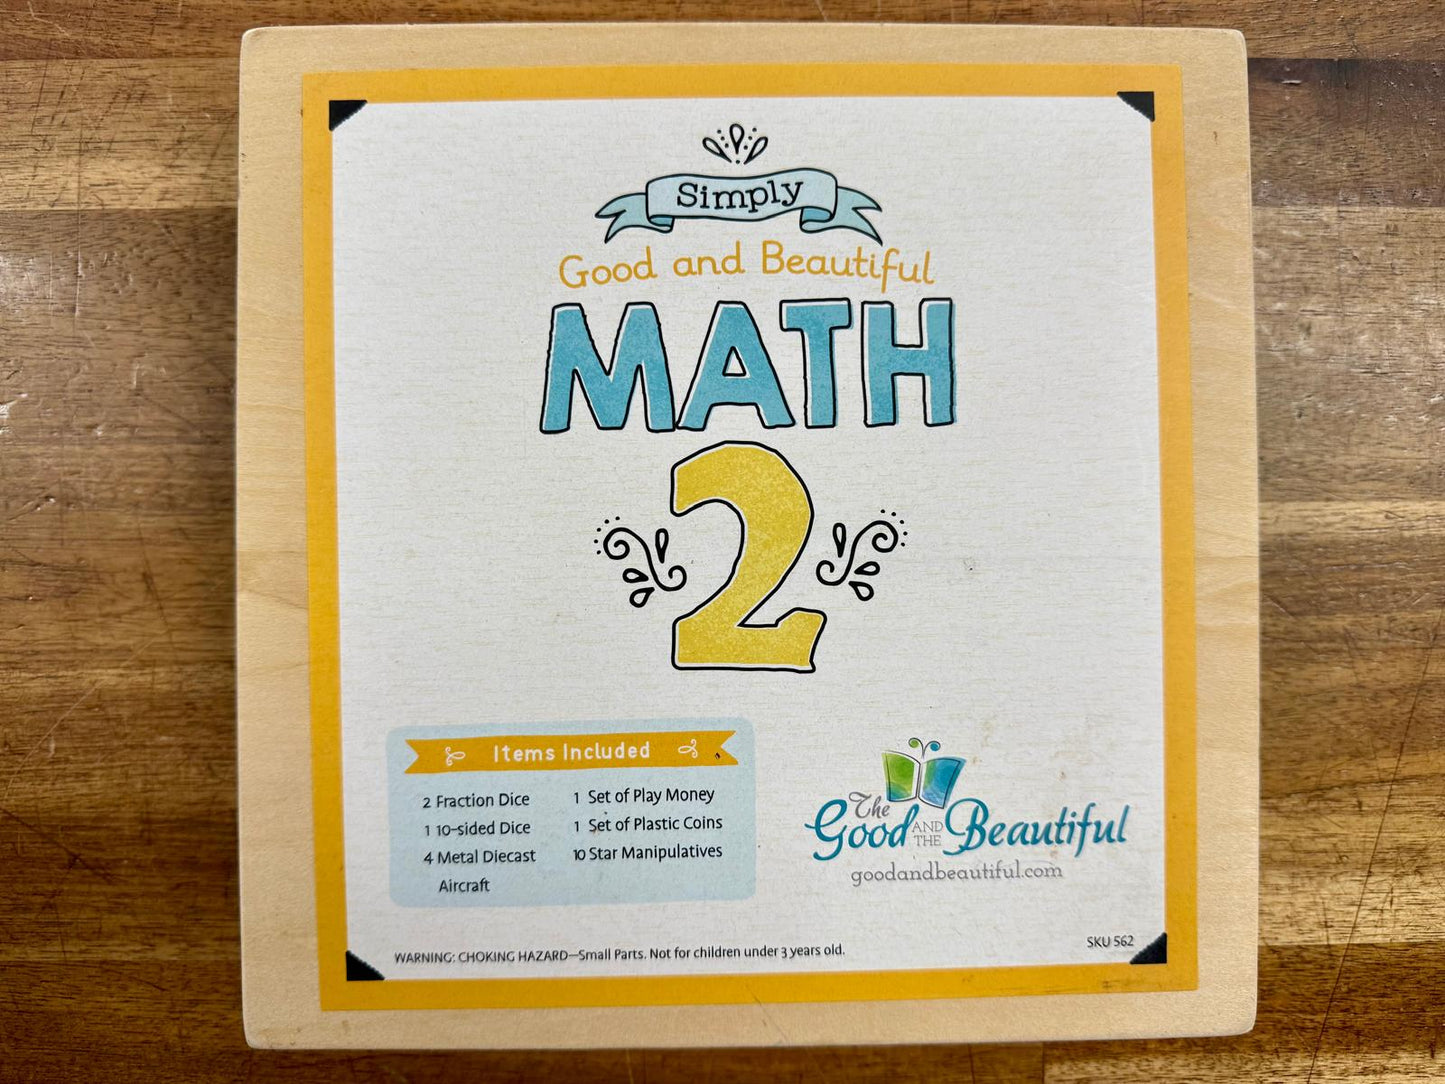 Simply
Good and Beautiful
MATH
2
Items Included
2 Fraction Dice
1 10-sided Dice
4 Metal Diecast
Aircraft
1 Set of Play Money
1 Set of Plastic Coins
10 Star Manipulatives
The
Good AND THE Beautiful
goodandbeautiful.com
SKU 562
WARNING: CHOKING HAZARD—Small Parts. Not for children under 3 years old.